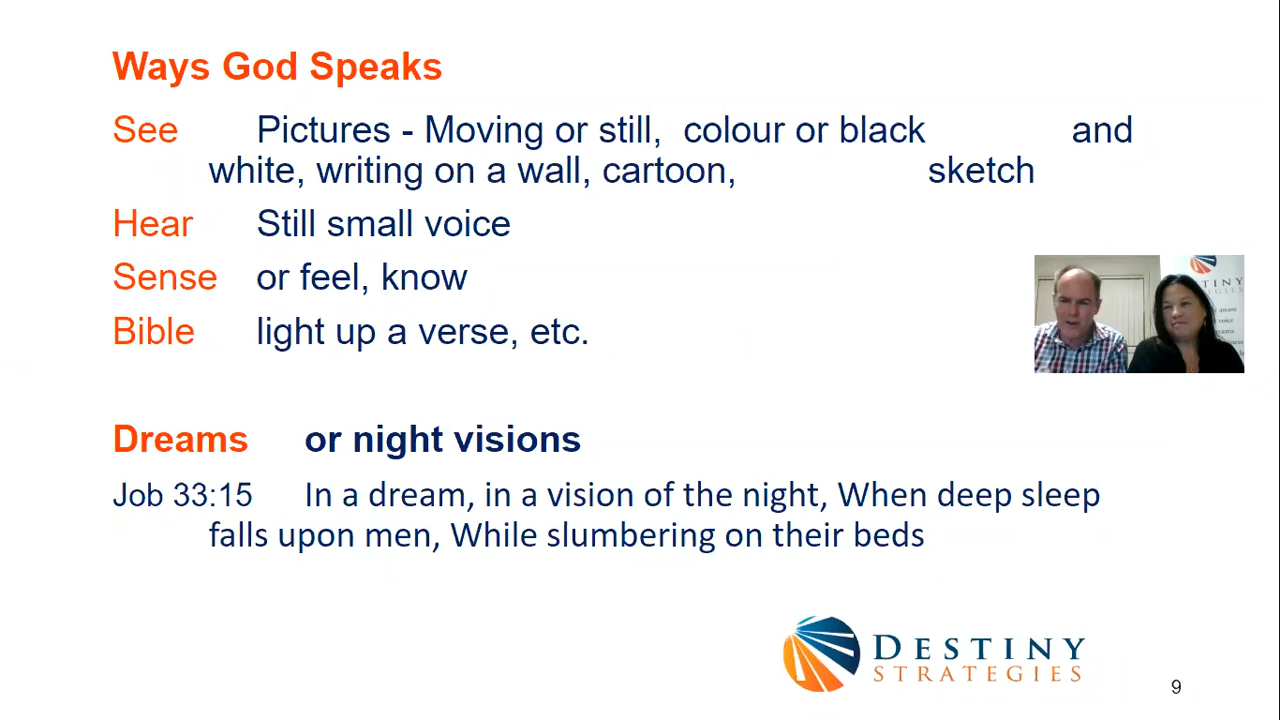 Ways God Speaks
See Pictures - Moving or still, colour or black and
white, writing on a wall, cartoon, sketch
Hear Still small voice
Sense or feel, know
Bible light up a verse, etc.
Dreams or night visions
Job 33:15 In a dream, in a vision of the night, When deep sleep
falls upon men, While slumbering on their beds
DESTINY
STRATEGIES
9